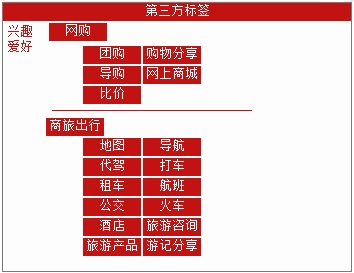 第三方标签
兴趣 网购
爱好
团购 购物分享
导购 网上商城
比价
商旅出行
地图 导航
代驾 打车
租车 航班
公交 火车
酒店 旅游咨询
旅游产品 游记分享